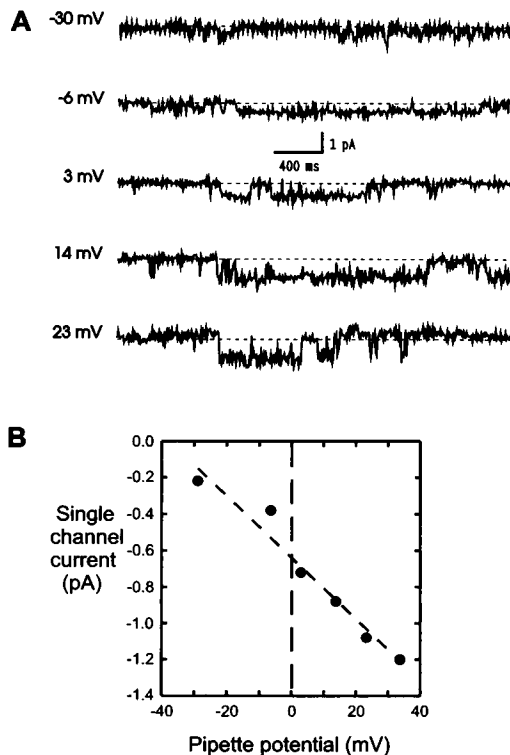 A
-30 mV
-6 mV
1 pA
400 ms
3 mV
14 mV
23 mV
B
0.0
-0.2
-0.4
-0.6
-0.8
-1.0
-1.2
-1.4
Single
channel
current
(pA)
-40 -20 0 20 40
Pipette potential (mV)